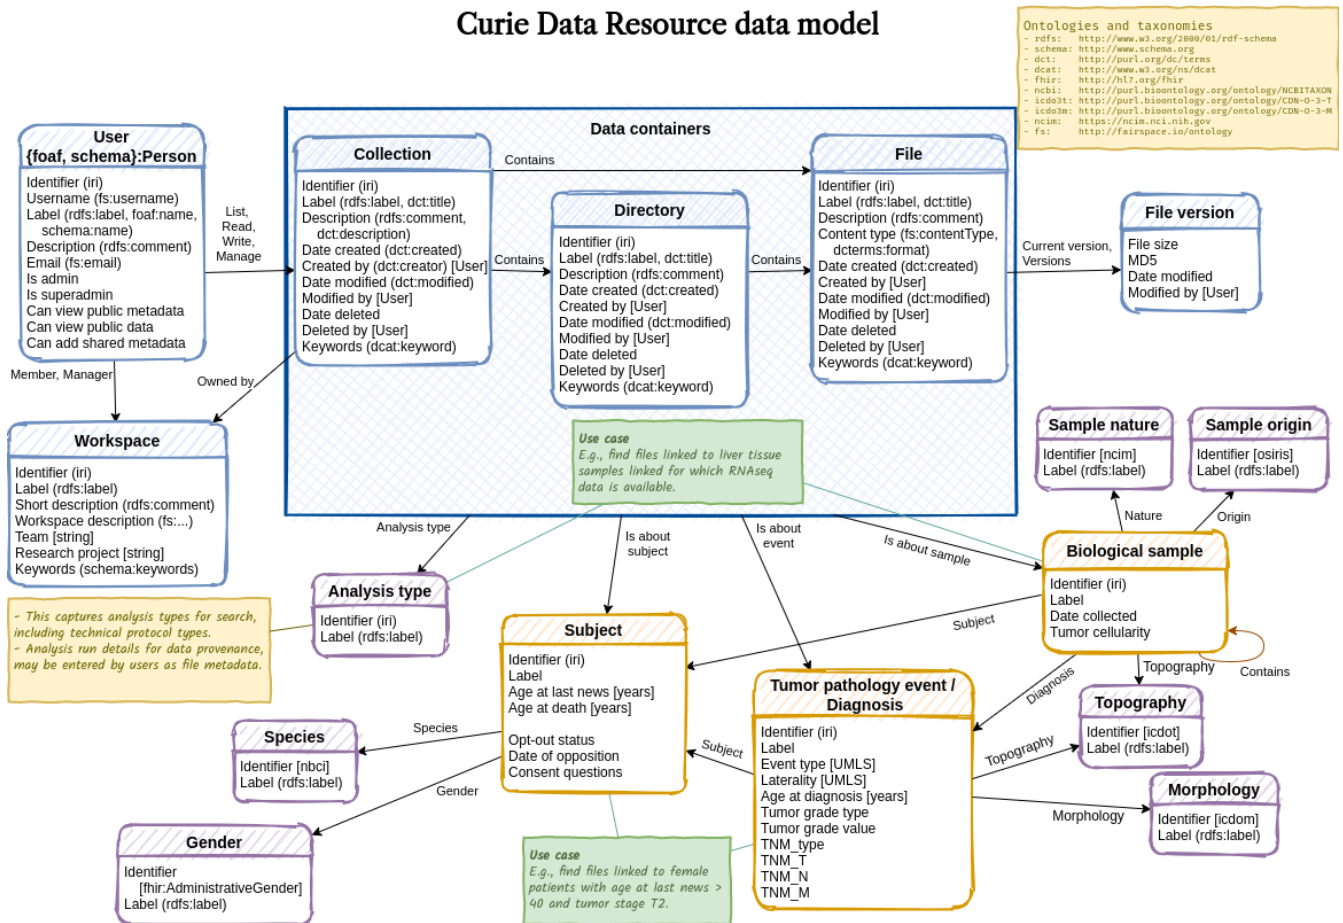 Curie Data Resource data model
Ontologies and taxonomies
- rdfs: http://www.w3.org/2000/01/rdf-schema
- schema: http://www.schema.org
- dct: http://purl.org/dc/terms
- dcat: http://www.w3.org/ns/dcat
- fhir: http://hl7.org/fhir
- ncbi: http://purl.bioontology.org/ontology/NCBITAXON
- icdo3t: http://purl.bioontology.org/ontology/CDN-O-3-T
- icdo3m: http://purl.bioontology.org/ontology/CDN-O-3-M
- ncim: https://ncim.nci.nih.gov
- fs: http://fairspace.io/ontology
User
{foaf, schema}:Person
Identifier (iri)
Username (fs:username)
Label (rdfs:label, foaf:name,
schema:name)
Description (rdfs:comment)
Email (fs:email)
Is admin
Is superadmin
Can view public metadata
Can view public data
Can add shared metadata
List,
Read,
Write,
Manage
Data containers
Collection
Identifier (iri)
Label (rdfs:label, dct:title)
Description (rdfs:comment,
dct:description)
Date created (dct:created)
Created by (dct:creator) [User]
Date modified (dct:modified)
Modified by [User]
Date deleted
Deleted by [User]
Keywords (dcat:keyword)
Contains
Contains
Directory
Identifier (iri)
Label (rdfs:label, dct:title)
Description (rdfs:comment)
Date created (dct:created)
Created by [User]
Date modified (dct:modified)
Modified by [User]
Date deleted
Deleted by [User]
Keywords (dcat:keyword)
Contains
File
Identifier (iri)
Label (rdfs:label, dct:title)
Description (rdfs:comment)
Content type (fs:contentType,
dcterms:format)
Date created (dct:created)
Created by [User]
Date modified (dct:modified)
Modified by [User]
Date deleted
Deleted by [User]
Keywords (dcat:keyword)
Current version,
Versions
File version
File size
MD5
Date modified
Modified by [User]
Member, Manager
Owned by
Workspace
Identifier (iri)
Label (rdfs:label)
Short description (rdfs:comment)
Workspace description (fs:...)
Team [string]
Research project [string]
Keywords (schema:keywords)
Use case
E.g., find files linked to liver tissue
samples linked for which RNAseq
data is available.
Sample nature
Identifier [ncim]
Label (rdfs:label)
Sample origin
Identifier [osiris]
Label (rdfs:label)
Nature
Origin
Analysis type
Is about
subject
Is about
event
Is about sample
Biological sample
Identifier (iri)
Label
Date collected
Tumor cellularity
Analysis type
Identifier (iri)
Label (rdfs:label)
- This captures analysis types for search,
including technical protocol types.
- Analysis run details for data provenance,
may be entered by users as file metadata.
Subject
Identifier (iri)
Label
Age at last news [years]
Age at death [years]
Opt-out status
Date of opposition
Consent questions
Subject
Diagnosis
Topography
Contains
Tumor pathology event /
Diagnosis
Identifier (iri)
Label
Event type [UMLS]
Laterality [UMLS]
Age at diagnosis [years]
Tumor grade type
Tumor grade value
TNM_type
TNM_T
TNM_N
TNM_M
Subject
Topography
Morphology
Topography
Identifier [icdot]
Label (rdfs:label)
Morphology
Identifier [icdom]
Label (rdfs:label)
Species
Species
Identifier [nbci]
Label (rdfs:label)
Gender
Gender
Identifier
[fhir:AdministrativeGender]
Label (rdfs:label)
Use case
E.g., find files linked to female
patients with age at last news >
40 and tumor stage T2.